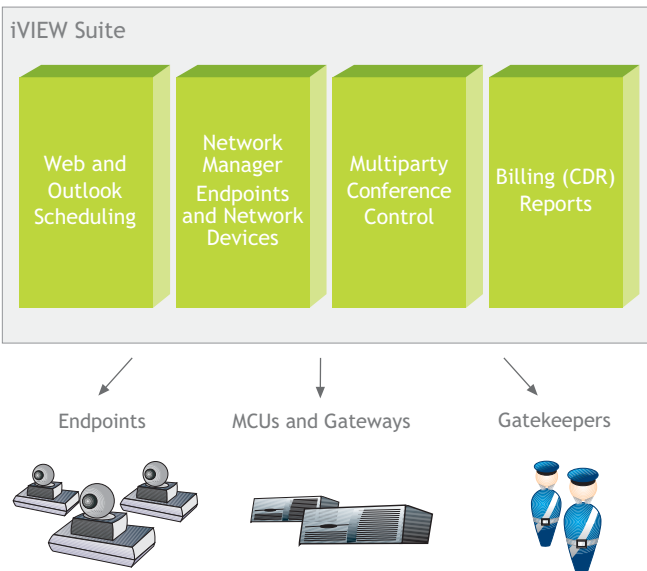 iVIEW Suite
Web and
Outlook
Scheduling
Network
Manager
Endpoints
and Network
Devices
Multiparty
Conference
Control
Billing (CDR)
Reports
Endpoints
MCUs and Gateways
Gatekeepers